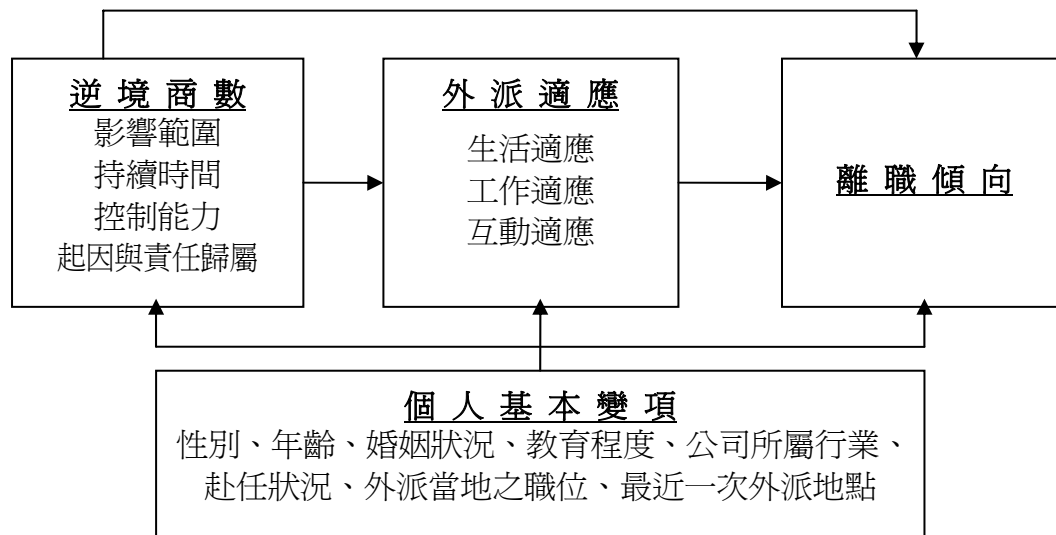 逆境商數
影響範圍
持續時間
控制能力
起因與責任歸屬
外派適應
生活適應
工作適應
互動適應
離職傾向
個人基本變項
性別、年齡、婚姻狀況、教育程度、公司所屬行業、
赴任狀況、外派當地之職位、最近一次外派地點